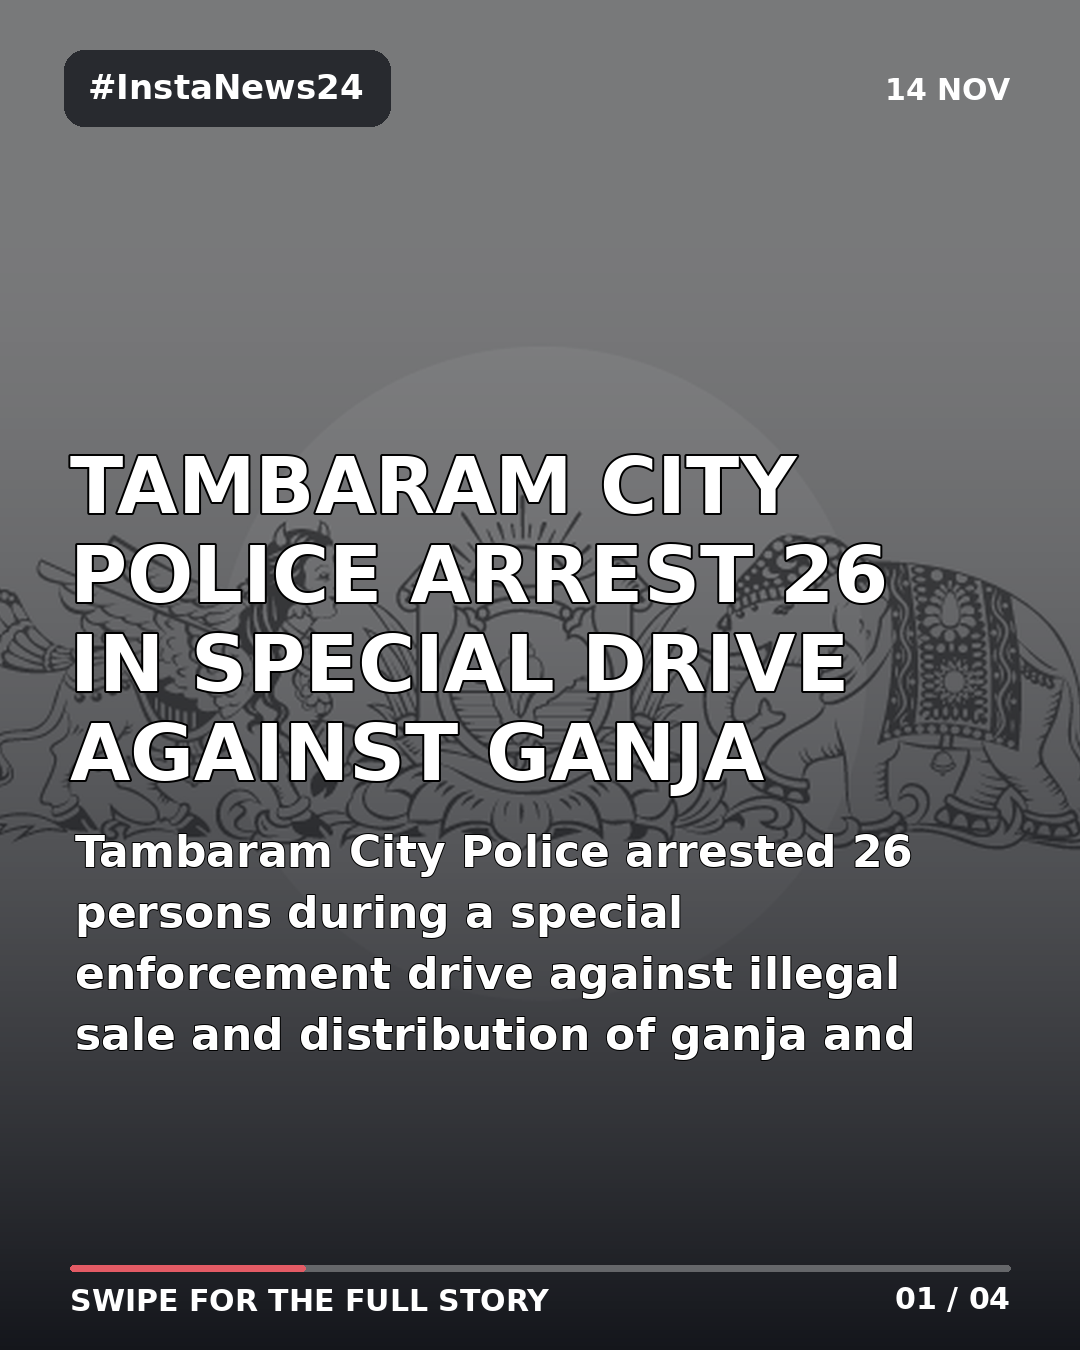 #InstaNews24
14 NOV
TAMBARAM CITY
POLICE ARREST 26
IN SPECIAL DRIVE
AGAINST GANJA
Tambaram City Police arrested 26
persons during a special
enforcement drive against illegal
sale and distribution of ganja and
SWIPE FOR THE FULL STORY
01 / 04